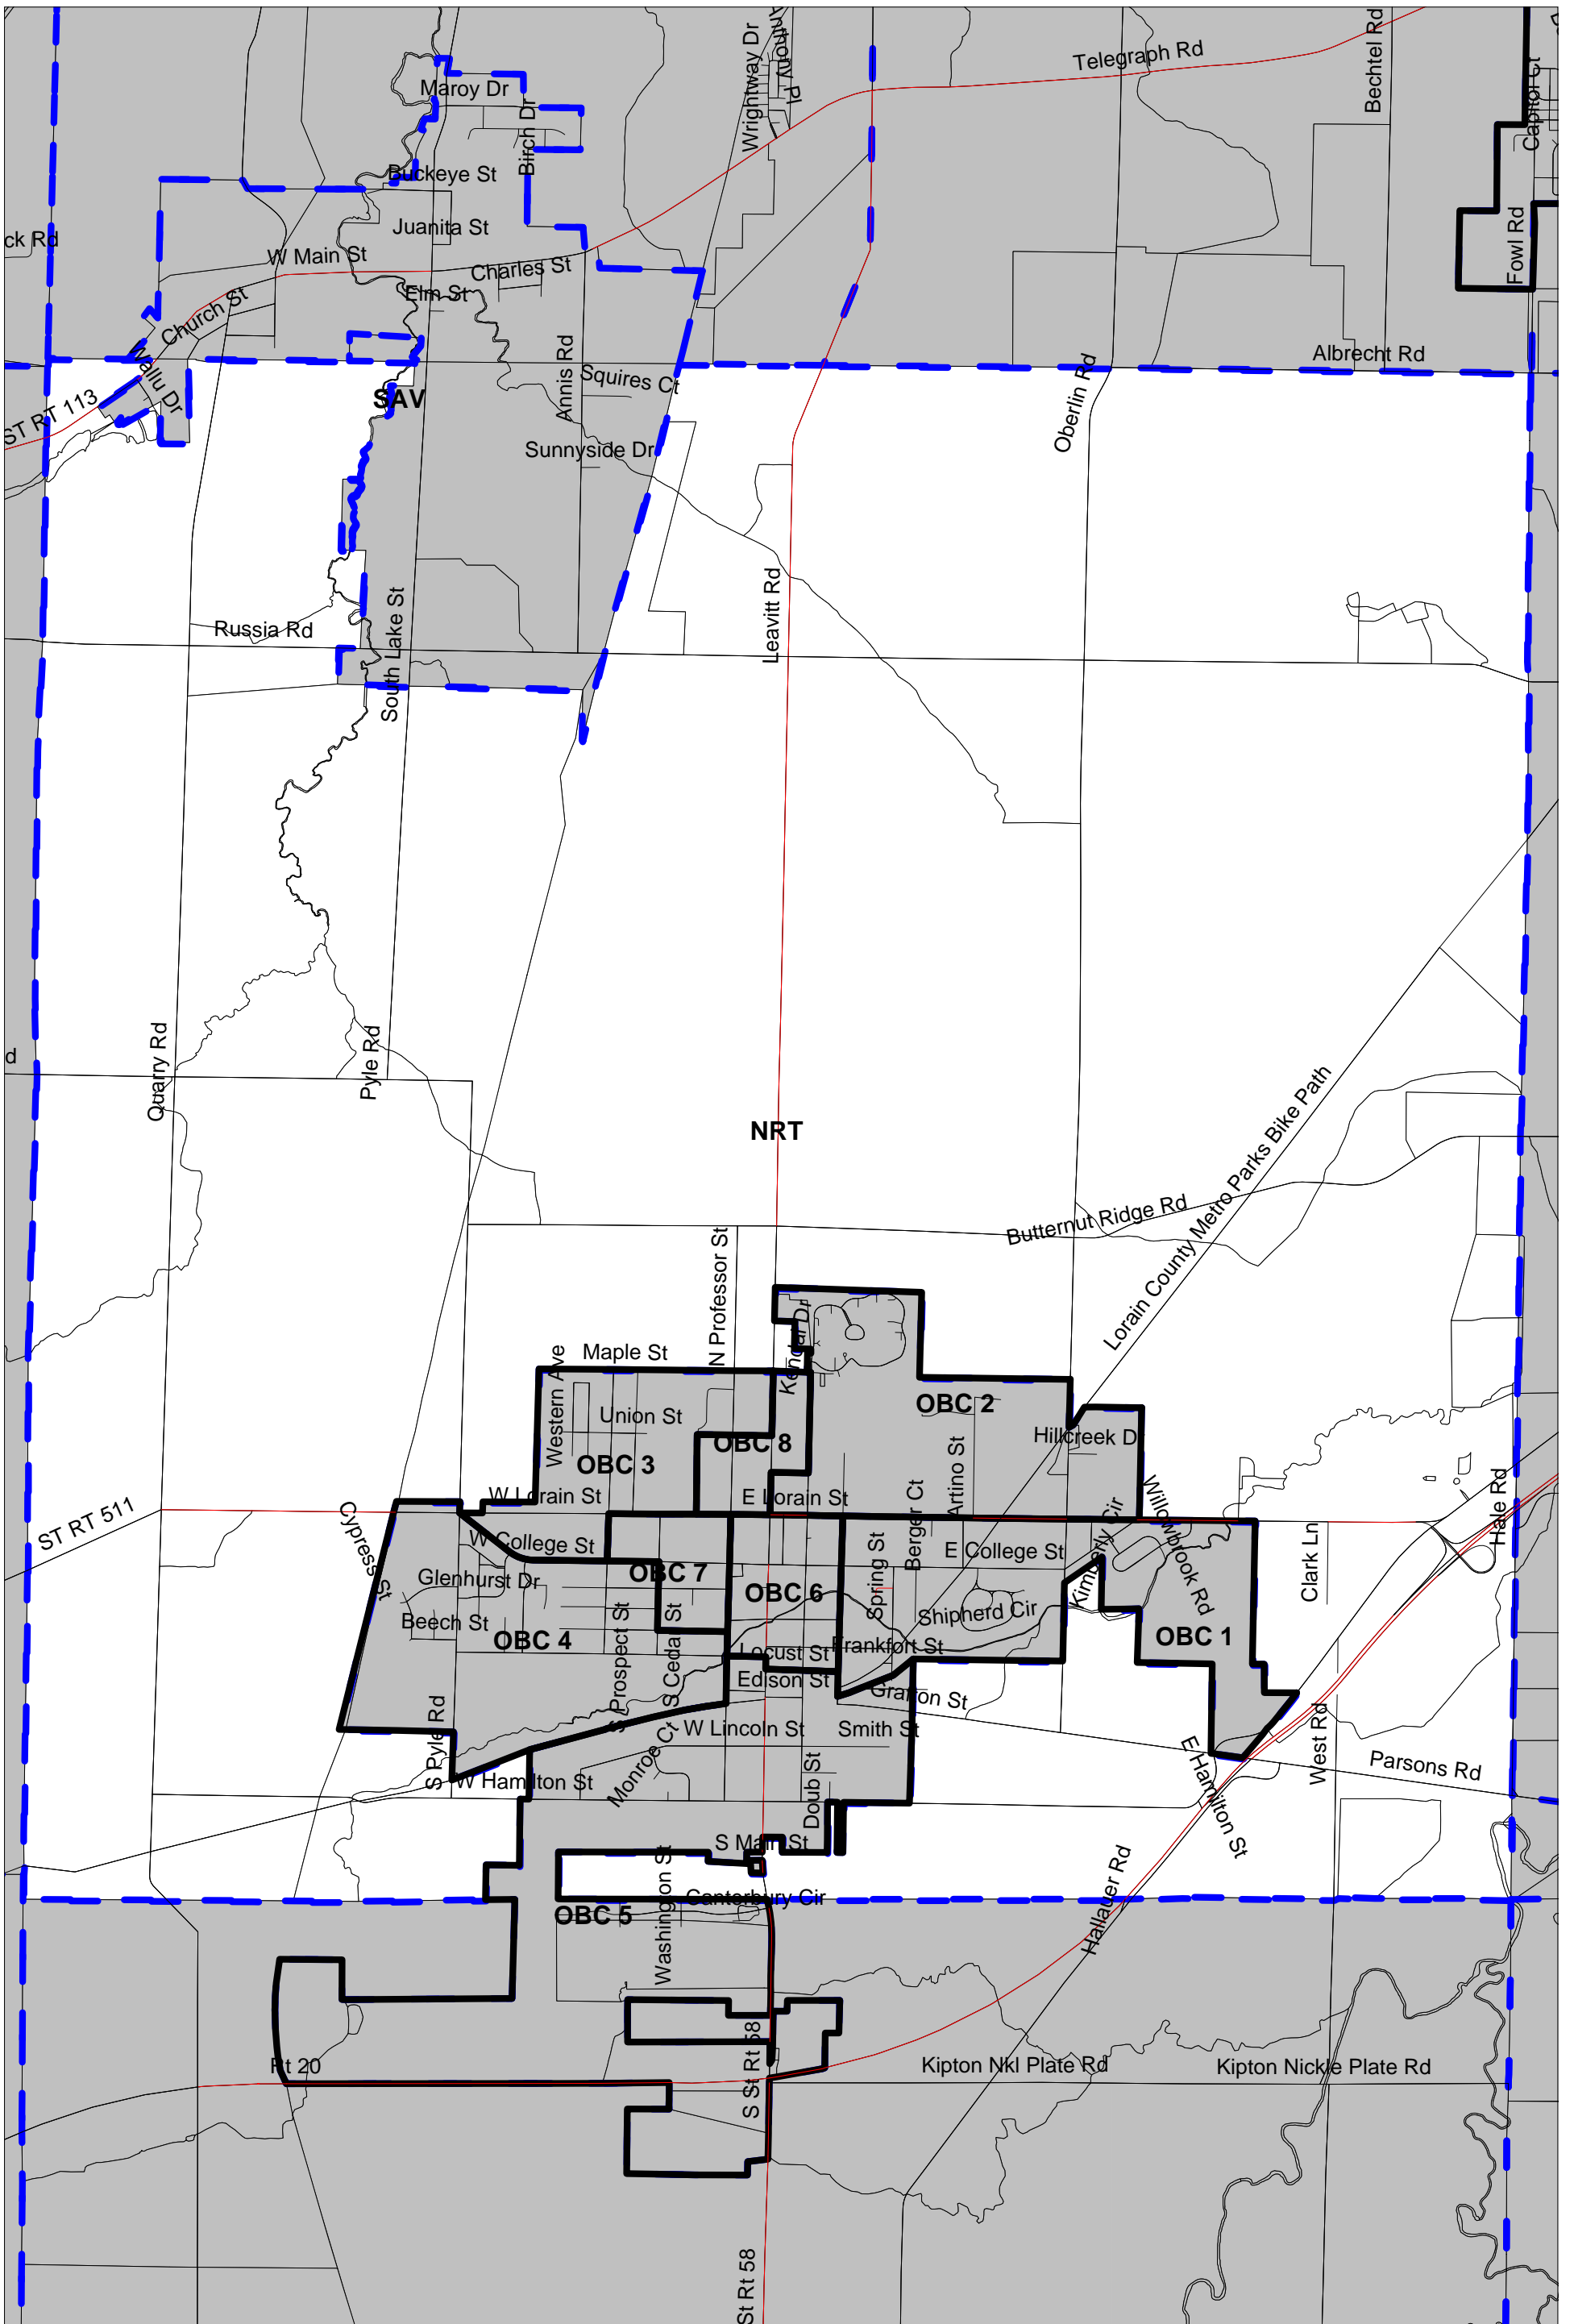 Anthony Pl
Wrightway Dr
Telegraph Rd
Bechtel Rd
Capitol Ct
Maroy Dr
Birch Dr
Buckeye St
Juanita St
ck Rd
W Main St
Charles St
Fowl Rd
Elm St
Church St
Wallu Dr
Annis Rd
Squires Ct
Albrecht Rd
Oberlin Rd
SAV
ST RT 113
Sunnyside Dr
Leavitt Rd
Russia Rd
South Lake St
d
Quarry Rd
Pyle Rd
NRT
Lorain County Metro Parks Bike Path
Butternut Ridge Rd
N Professor St
Kendal Dr
Maple St
Western Ave
Union St
OBC 2
OBC 8
Hillcreek Dr
OBC 3
Artino St
W Lorain St
E Lorain St
ST RT 511
Cypress St
Berger Ct
Willowbrook Rd
Hale Rd
W College St
Spring St
E College St
Kimberly Cir
Clark Ln
Glenhurst Dr
OBC 7
OBC 6
Beech St
Shipherd Cir
OBC 4
S Prospect St
S Cedar St
OBC 1
Locust St
Frankfort St
Edison St
Grafton St
S Pyle Rd
W Lincoln St
Smith St
W Hamilton St
Monroe Ct
Doub St
E Hamilton St
West Rd
Parsons Rd
S Main St
Washington St
Canterbury Cir
OBC 5
Hallauer Rd
Rt 20
S St Rt 58
Kipton Nkl Plate Rd
Kipton Nickle Plate Rd
St Rt 58